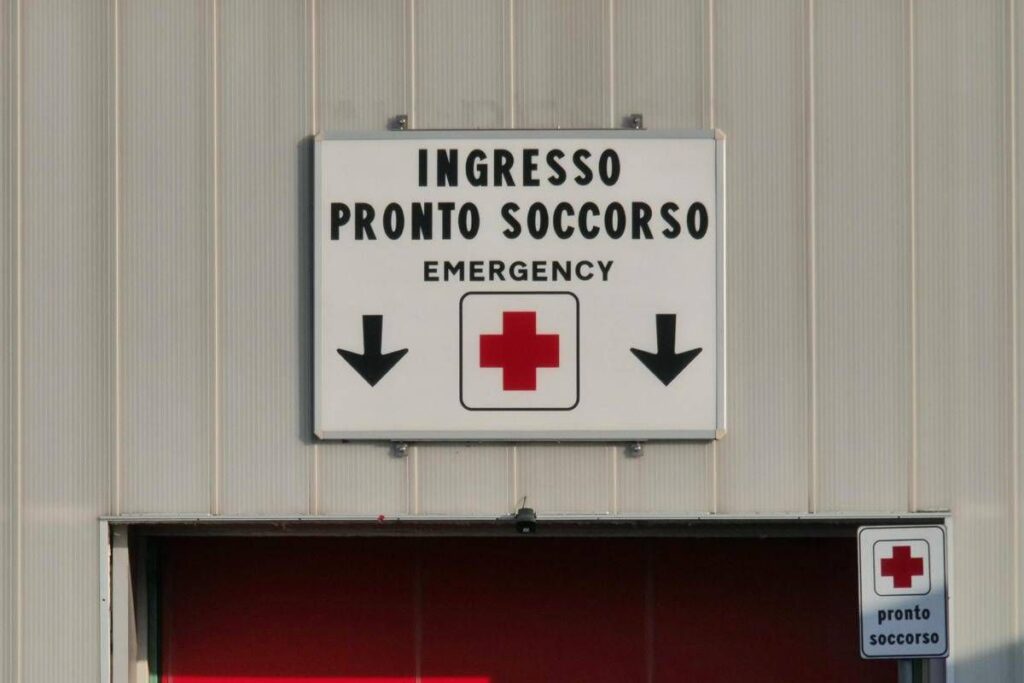 INGRESSO
PRONTO SOCCORSO
EMERGENCY
pronto
soccorso